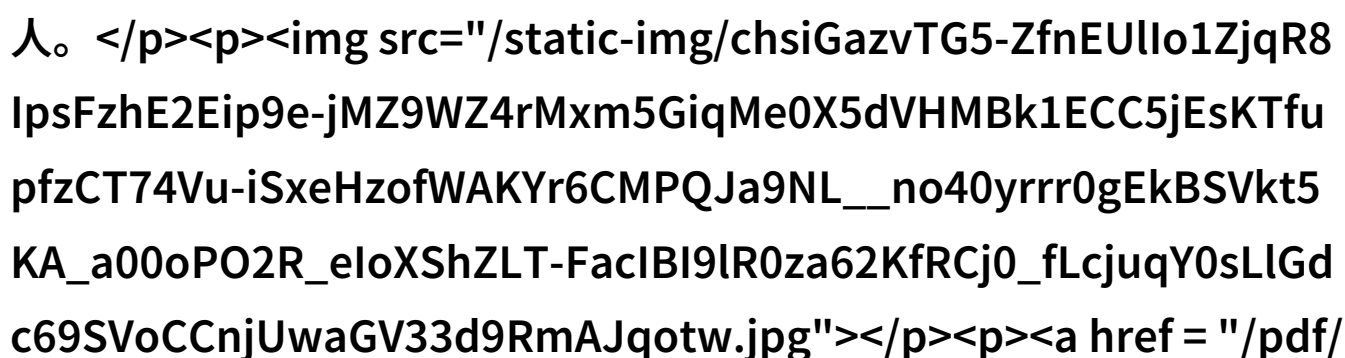 人。</p><p><img src="/static-img/chsiGazvTG5-ZfnEUlIo1ZjqR8
IpsFzhE2Eip9e-jMZ9WZ4rMxm5GiqMe0X5dVHMBk1ECC5jEsKTfu
pfzCT74Vu-iSxeHzofWAKYr6CMPQJa9NL__no40yrrr0gEkBSVkt5
KA_a00oPO2R_eIoXShZLT-FacIBI9lR0za62KfRCj0_fLcjuqY0sLlGd
c69SVoCCnjUwaGV33d9RmAJqotw.jpg"></p><p><a href = "/pdf/